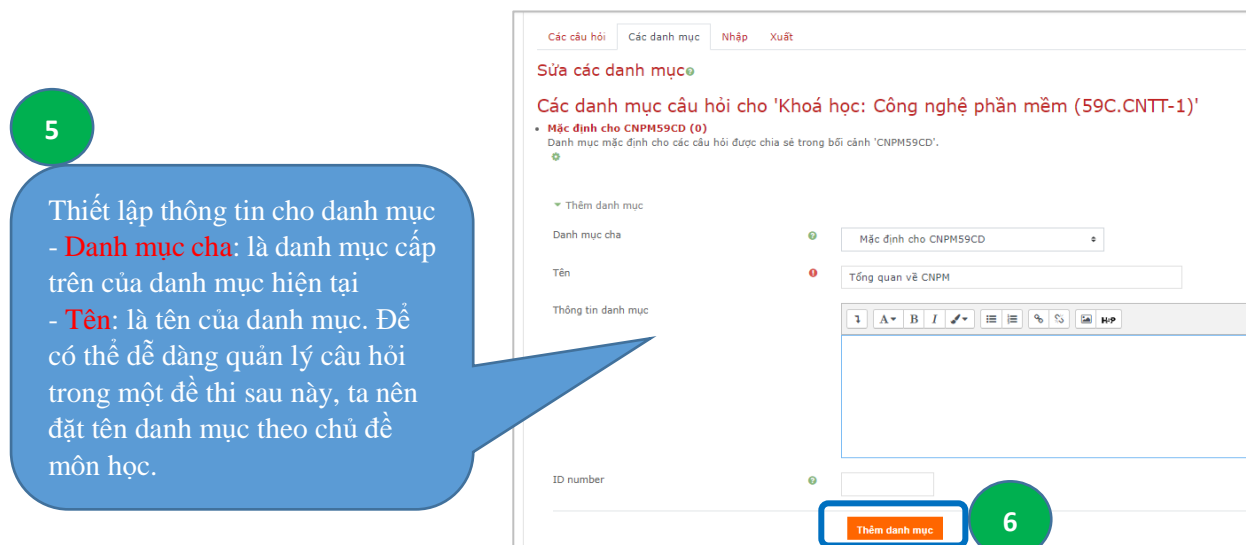 Các câu hỏi Các danh mục Nhập Xuất
Sửa các danh mục
Các danh mục câu hỏi cho 'Khoá học: Công nghệ phần mềm (59C.CNTT-1)'
Mặc định cho CNPM59CD (0)
Danh mục mặc định cho các câu hỏi được chia sẻ trong bối cảnh 'CNPM59CD'.
5
Thiết lập thông tin cho danh mục
- Danh mục cha: là danh mục cấp
trên của danh mục hiện tại
- Tên: là tên của danh mục. Để
có thể dễ dàng quản lý câu hỏi
trong một đề thi sau này, ta nên
đặt tên danh mục theo chủ đề
môn học.
Thêm danh mục
Danh mục cha Mặc định cho CNPM59CD
Tên Tổng quan về CNPM
Thông tin danh mục
A B I H-P
ID number
Thêm danh mục
6